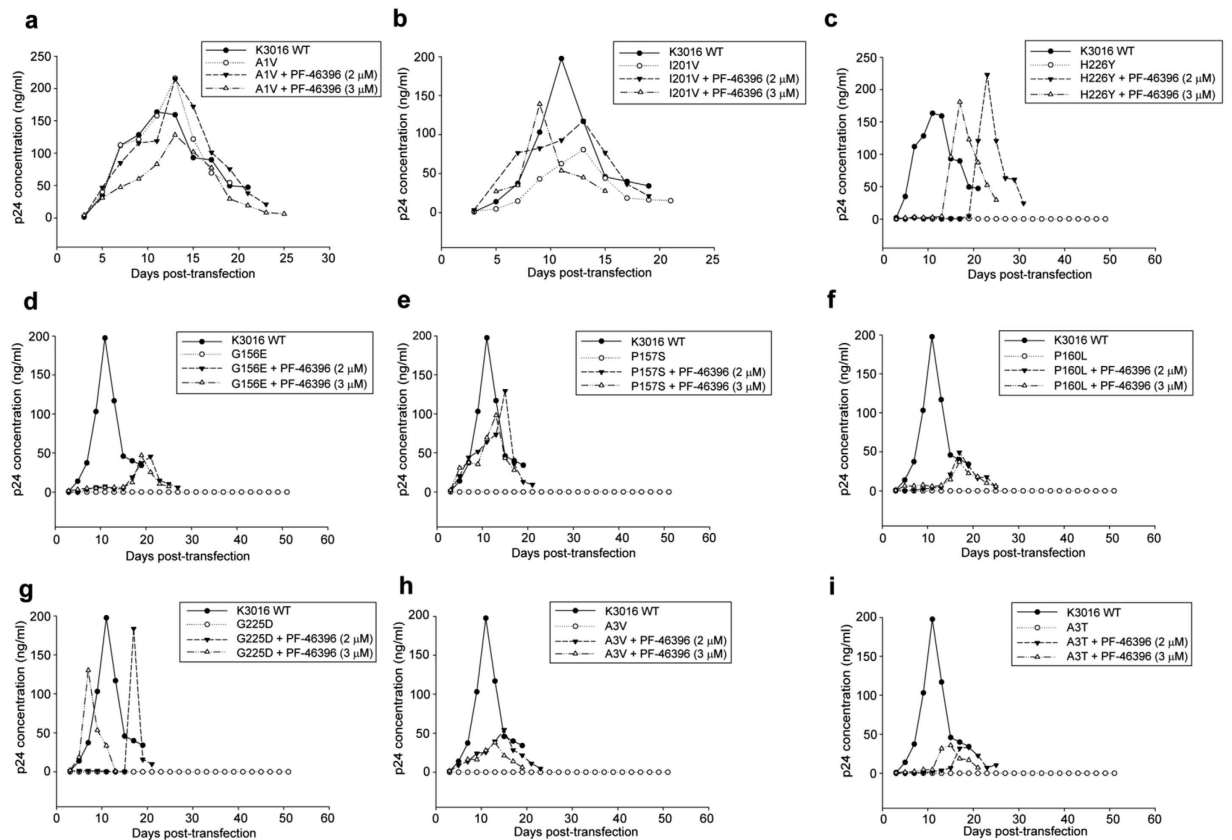 a
K3016 WT
A1V
A1V + PF-46396 (2 μM)
A1V + PF-46396 (3 μM)
p24 concentration (ng/ml)
250
200
150
100
50
0
0 5 10 15 20 25 30
Days post-transfection
b
K3016 WT
I201V
I201V + PF-46396 (2 μM)
I201V + PF-46396 (3 μM)
p24 concentration (ng/ml)
200
150
100
50
0
0 5 10 15 20 25
Days post-transfection
c
K3016 WT
H226Y
H226Y + PF-46396 (2 μM)
H226Y + PF-46396 (3 μM)
p24 concentration (ng/ml)
250
200
150
100
50
0
0 10 20 30 40 50 60
Days post-transfection
d
K3016 WT
G156E
G156E + PF-46396 (2 μM)
G156E + PF-46396 (3 μM)
p24 concentration (ng/ml)
200
150
100
50
0
0 10 20 30 40 50 60
Days post-transfection
e
K3016 WT
P157S
P157S + PF-46396 (2 μM)
P157S + PF-46396 (3 μM)
p24 concentration (ng/ml)
200
150
100
50
0
0 10 20 30 40 50 60
Days post-transfection
f
K3016 WT
P160L
P160L + PF-46396 (2 μM)
P160L + PF-46396 (3 μM)
p24 concentration (ng/ml)
200
150
100
50
0
0 10 20 30 40 50 60
Days post-transfection
g
K3016 WT
G225D
G225D + PF-46396 (2 μM)
G225D + PF-46396 (3 μM)
p24 concentration (ng/ml)
200
150
100
50
0
0 10 20 30 40 50 60
Days post-transfection
h
K3016 WT
A3V
A3V + PF-46396 (2 μM)
A3V + PF-46396 (3 μM)
p24 concentration (ng/ml)
200
150
100
50
0
0 10 20 30 40 50 60
Days post-transfection
i
K3016 WT
A3T
A3T + PF-46396 (2 μM)
A3T + PF-46396 (3 μM)
p24 concentration (ng/ml)
200
150
100
50
0
0 10 20 30 40 50 60
Days post-transfection